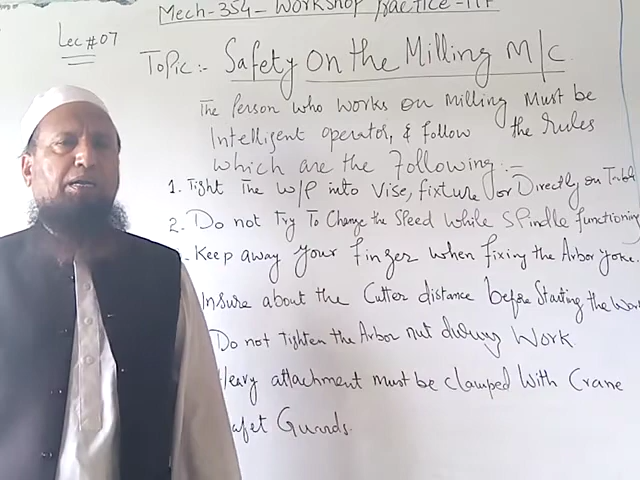 Mech-354- Workshop Practice-III
Lec # 07
Topic:- Safety on the Milling M/c.
The Person who works on milling Must be
Intelligent operator, & follow the Rules
Which are the Following:-
1. Tight The W/P into Vise, fixture or Directly on Table
2. Do not Try To Change the Speed While Spindle functioning
Keep away your finger when fixing the Arbor yoke.
Insure about the Cutter distance before Starting the Work
Do not tighten the Arbor nut during Work.
Heavy attachment must be clamped With Crane
Safet Guards.